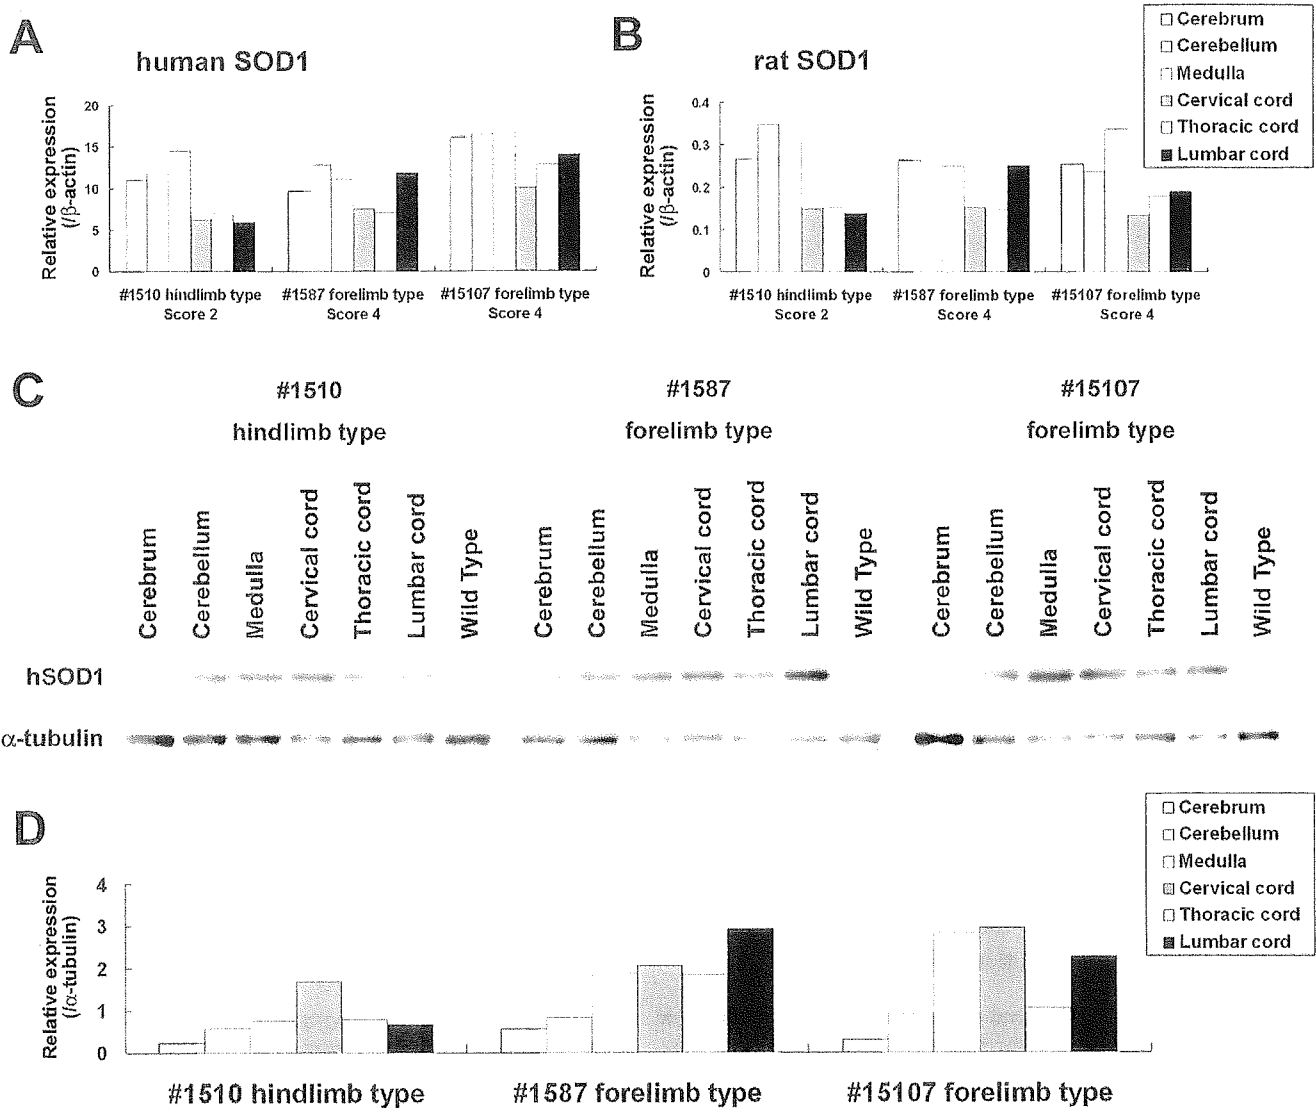 A
human SOD1
Relative expression
(/β-actin)
20
15
10
5
0
#1510 hindlimb type
Score 2
#1587 forelimb type
Score 4
#15107 forelimb type
Score 4
B
rat SOD1
Relative expression
(/β-actin)
0.4
0.3
0.2
0.1
0
#1510 hindlimb type
Score 2
#1587 forelimb type
Score 4
#15107 forelimb type
Score 4
Cerebrum
Cerebellum
Medulla
Cervical cord
Thoracic cord
Lumbar cord
C
#1510
hindlimb type
#1587
forelimb type
#15107
forelimb type
Cerebrum
Cerebellum
Medulla
Cervical cord
Thoracic cord
Lumbar cord
Wild Type
Cerebrum
Cerebellum
Medulla
Cervical cord
Thoracic cord
Lumbar cord
Wild Type
Cerebrum
Cerebellum
Medulla
Cervical cord
Thoracic cord
Lumbar cord
Wild Type
hSOD1
α-tubulin
D
Relative expression
(/α-tubulin)
4
3
2
1
0
#1510 hindlimb type
#1587 forelimb type
#15107 forelimb type
Cerebrum
Cerebellum
Medulla
Cervical cord
Thoracic cord
Lumbar cord